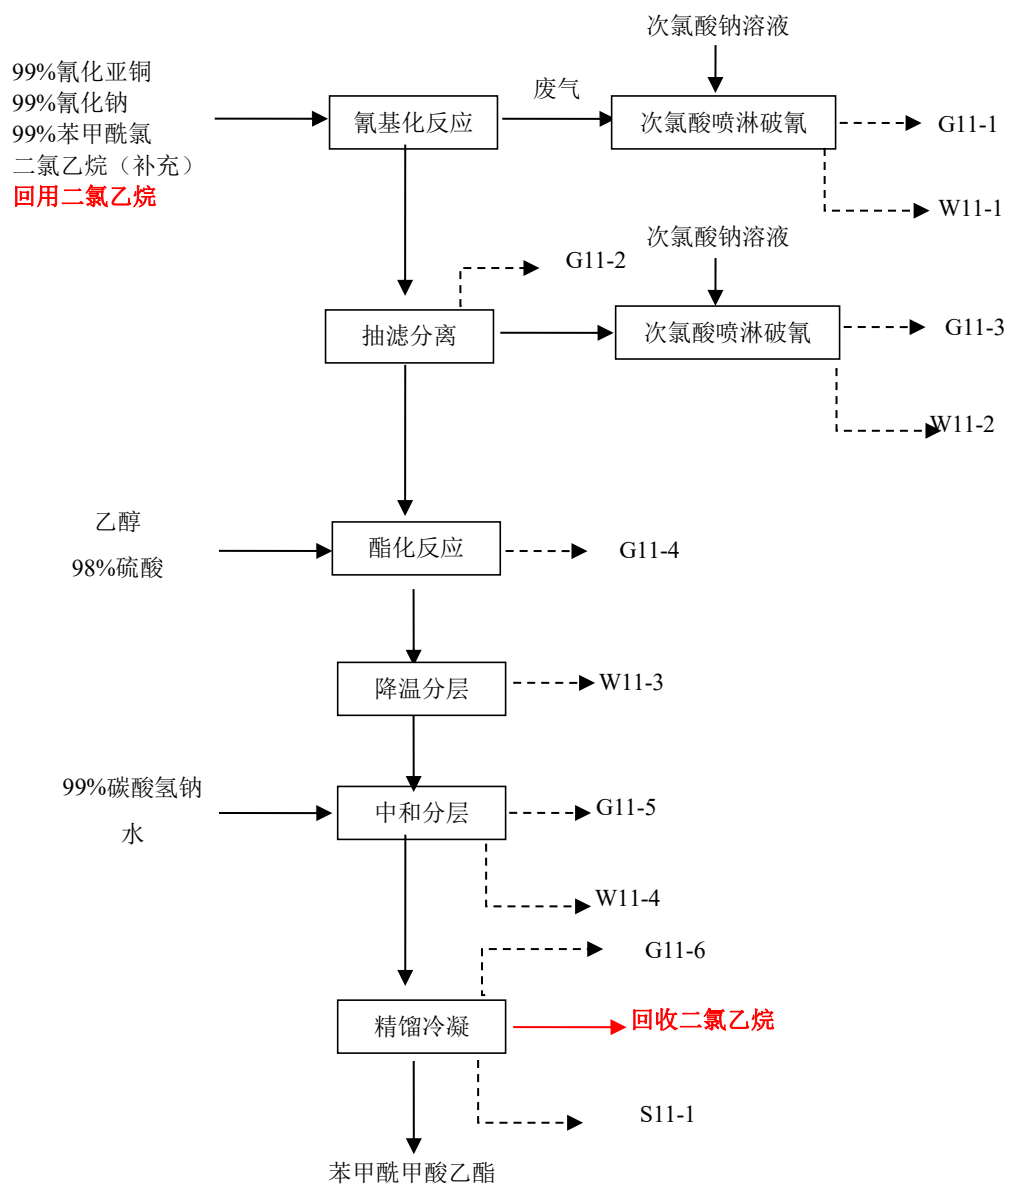 次氯酸钠溶液
99%氰化亚铜
99%氰化钠
99%苯甲酰氯
二氯乙烷（补充）
回用二氯乙烷
氰基化反应
废气
次氯酸喷淋破氰
G11-1
W11-1
次氯酸钠溶液
G11-2
抽滤分离
次氯酸喷淋破氰
G11-3
W11-2
乙醇
98%硫酸
酯化反应
G11-4
降温分层
W11-3
99%碳酸氢钠
水
中和分层
G11-5
W11-4
G11-6
精馏冷凝
回收二氯乙烷
S11-1
苯甲酰甲酸乙酯